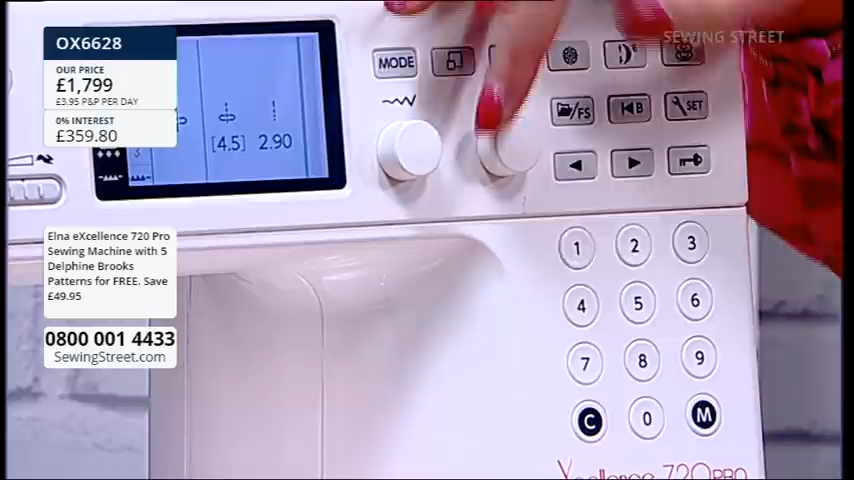 SEWING STREET
OX6628
OUR PRICE
£1,799
£3.95 P&P PER DAY
0% INTEREST
£359.80
Elna eXcellence 720 Pro
Sewing Machine with 5
Delphine Brooks
Patterns for FREE. Save
£49.95
0800 001 4433
SewingStreet.com
[4.5] 2.90
MODE
/FS
B
SET
1 2 3
4 5 6
7 8 9
C 0 M
Xcellence 720PRO